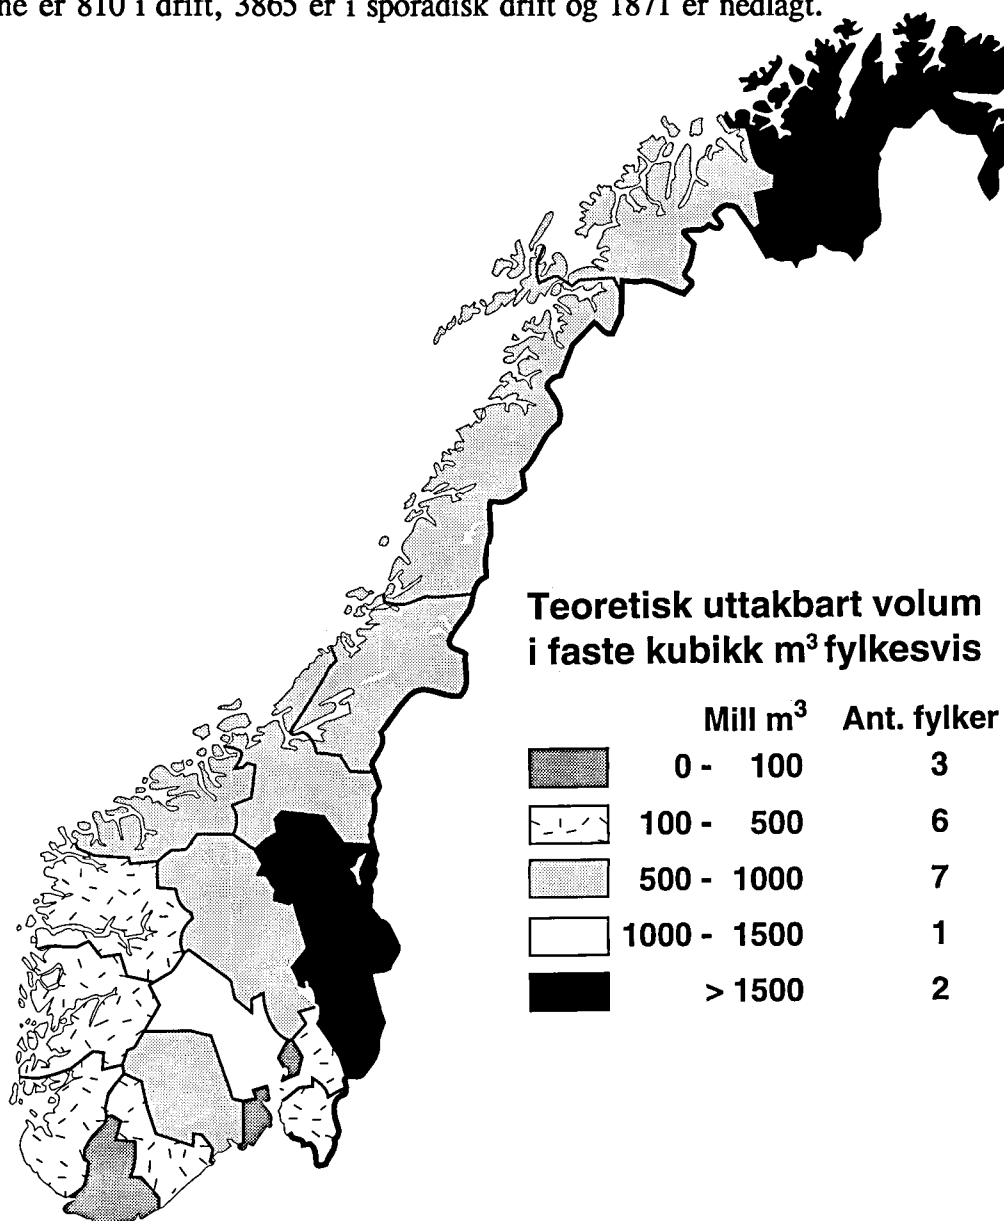 ne er 810 i drift, 3865 er i sporadisk drift og 1871 er nedlagt.
Teoretisk uttakbart volum
i faste kubikk m³ fylkesvis
Mill m³ Ant. fylker
0 - 100 3
100 - 500 6
500 - 1000 7
1000 - 1500 1
> 1500 2